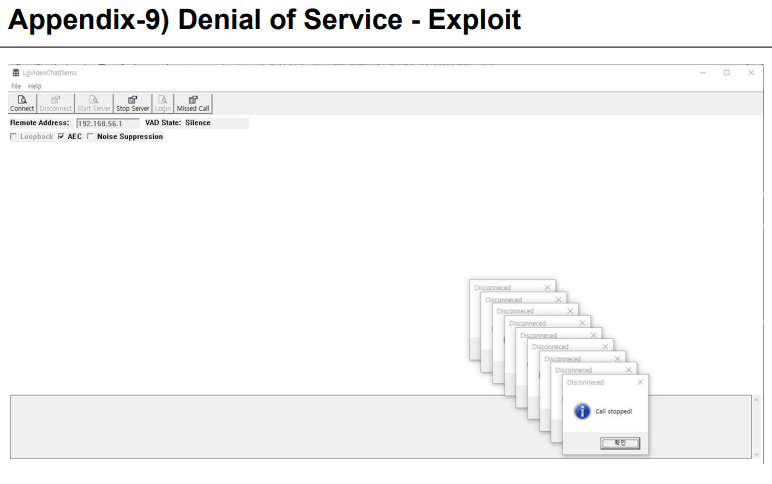 Appendix-9) Denial of Service - Exploit
LgVideoChatDemo
File Help
Connect Disconnect Start Server Stop Server Login Missed Call
Remote Address: 192.168.56.1 VAD State: Silence
Loopback AEC Noise Suppression
Disconneced
Disconneced
Disconneced
Disconneced
Disconneced
Disconneced
Disconneced
Disconneced
Disconneced
Call stopped!
확인